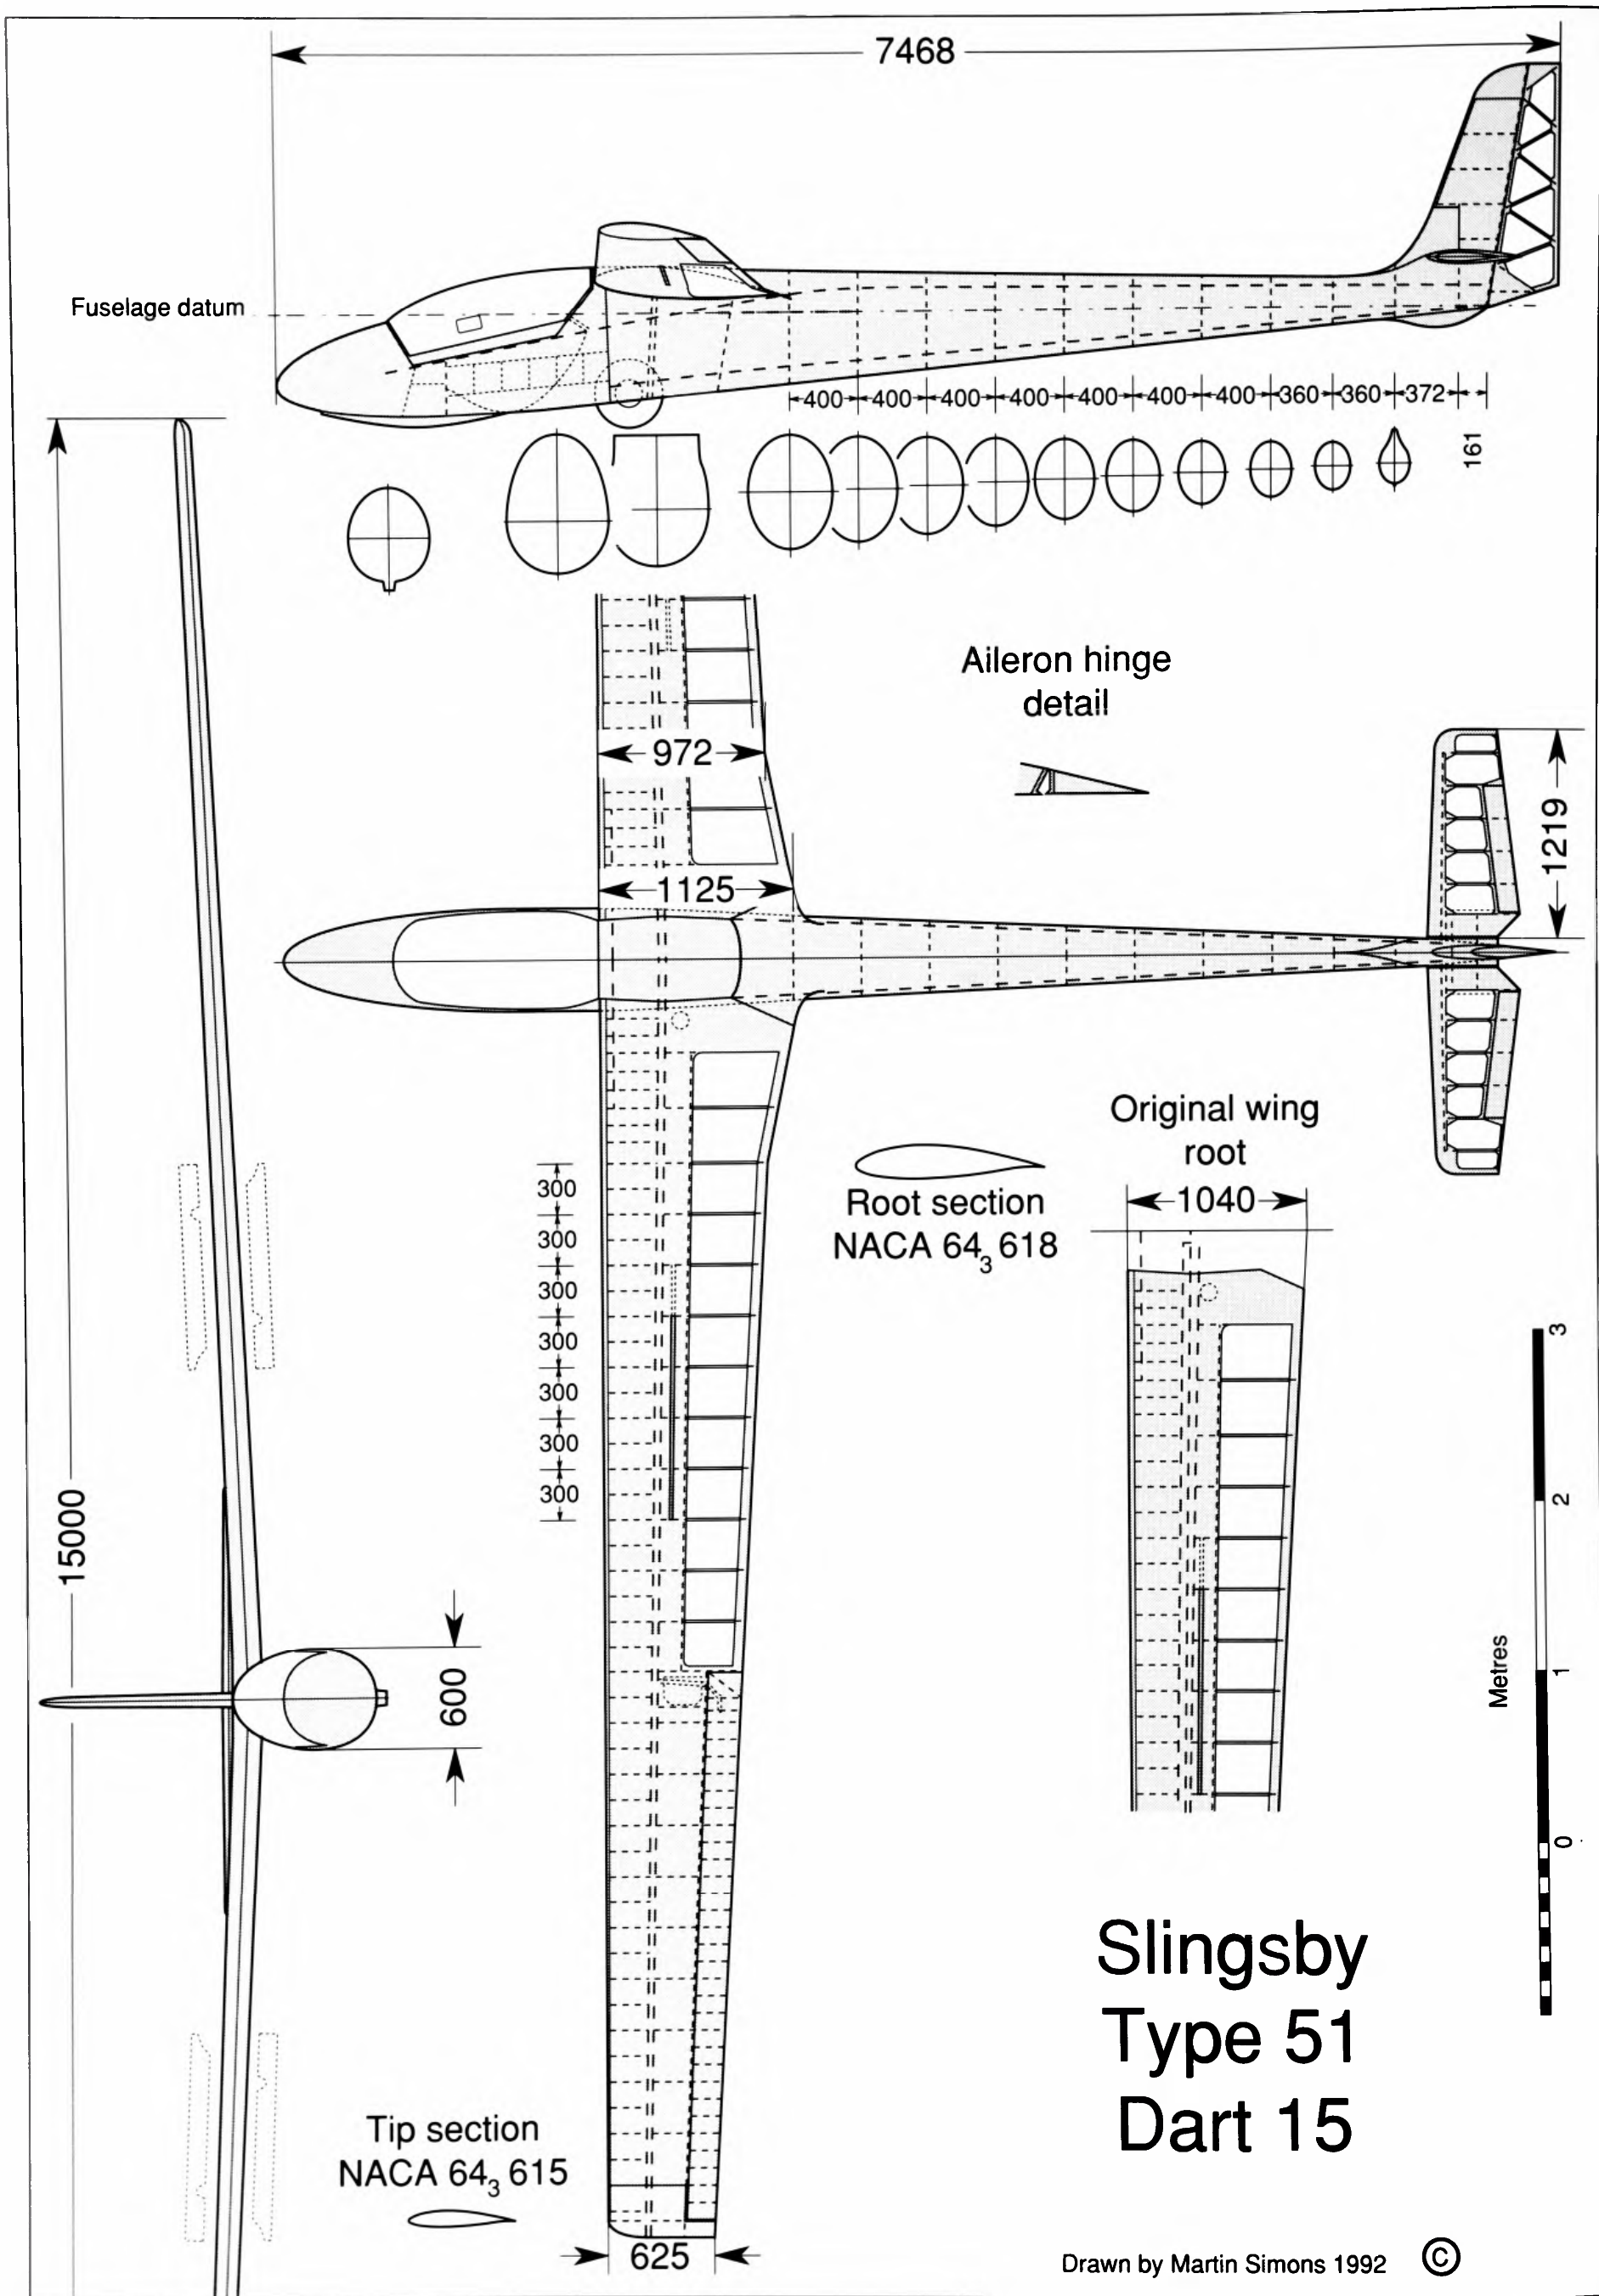 7468
Fuselage datum
400 400 400 400 400 400 400 360 360 372
161
Aileron hinge
detail
972
1219
1125
Original wing
root
1040
300
300
300
300
300
300
300
Root section
NACA 64₃ 618
3
2
1
0
Metres
15000
600
Slingsby
Type 51
Dart 15
Tip section
NACA 64₃ 615
625
Drawn by Martin Simons 1992 ©